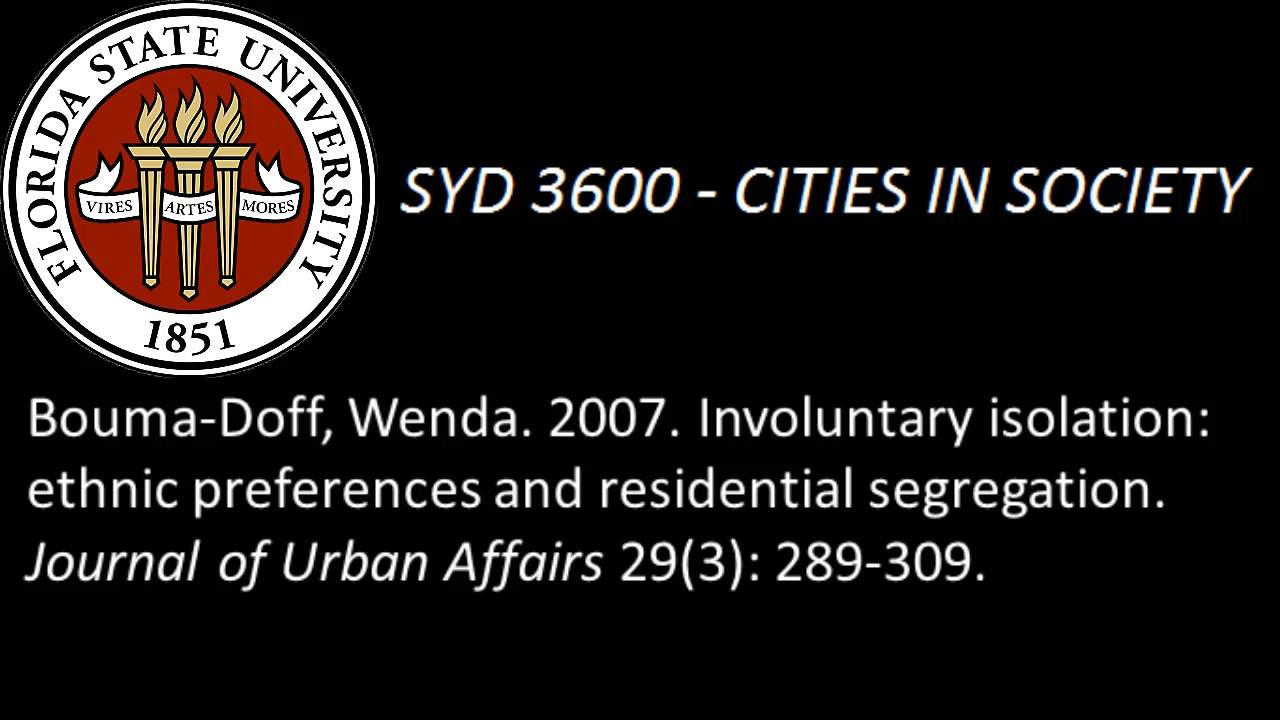 FLORIDA STATE UNIVERSITY
VIRES ARTES MORES
1851
SYD 3600 - CITIES IN SOCIETY
Bouma-Doff, Wenda. 2007. Involuntary isolation:
ethnic preferences and residential segregation.
Journal of Urban Affairs 29(3): 289-309.